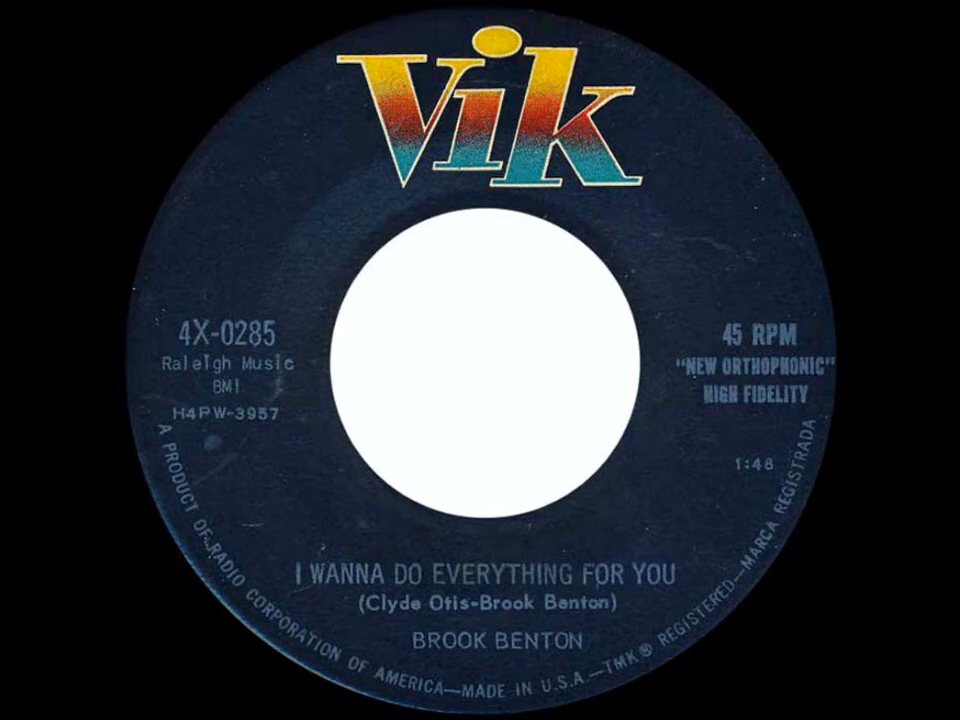 Vik
4X-0285
Raleigh Music
BMI
H4PW-3957
45 RPM
"NEW ORTHOPHONIC"
HIGH FIDELITY
1:48
I WANNA DO EVERYTHING FOR YOU
(Clyde Otis-Brook Benton)
BROOK BENTON
A PRODUCT OF RADIO CORPORATION OF AMERICA—MADE IN U.S.A.—TMK ® REGISTERED—MARCA REGISTRADA